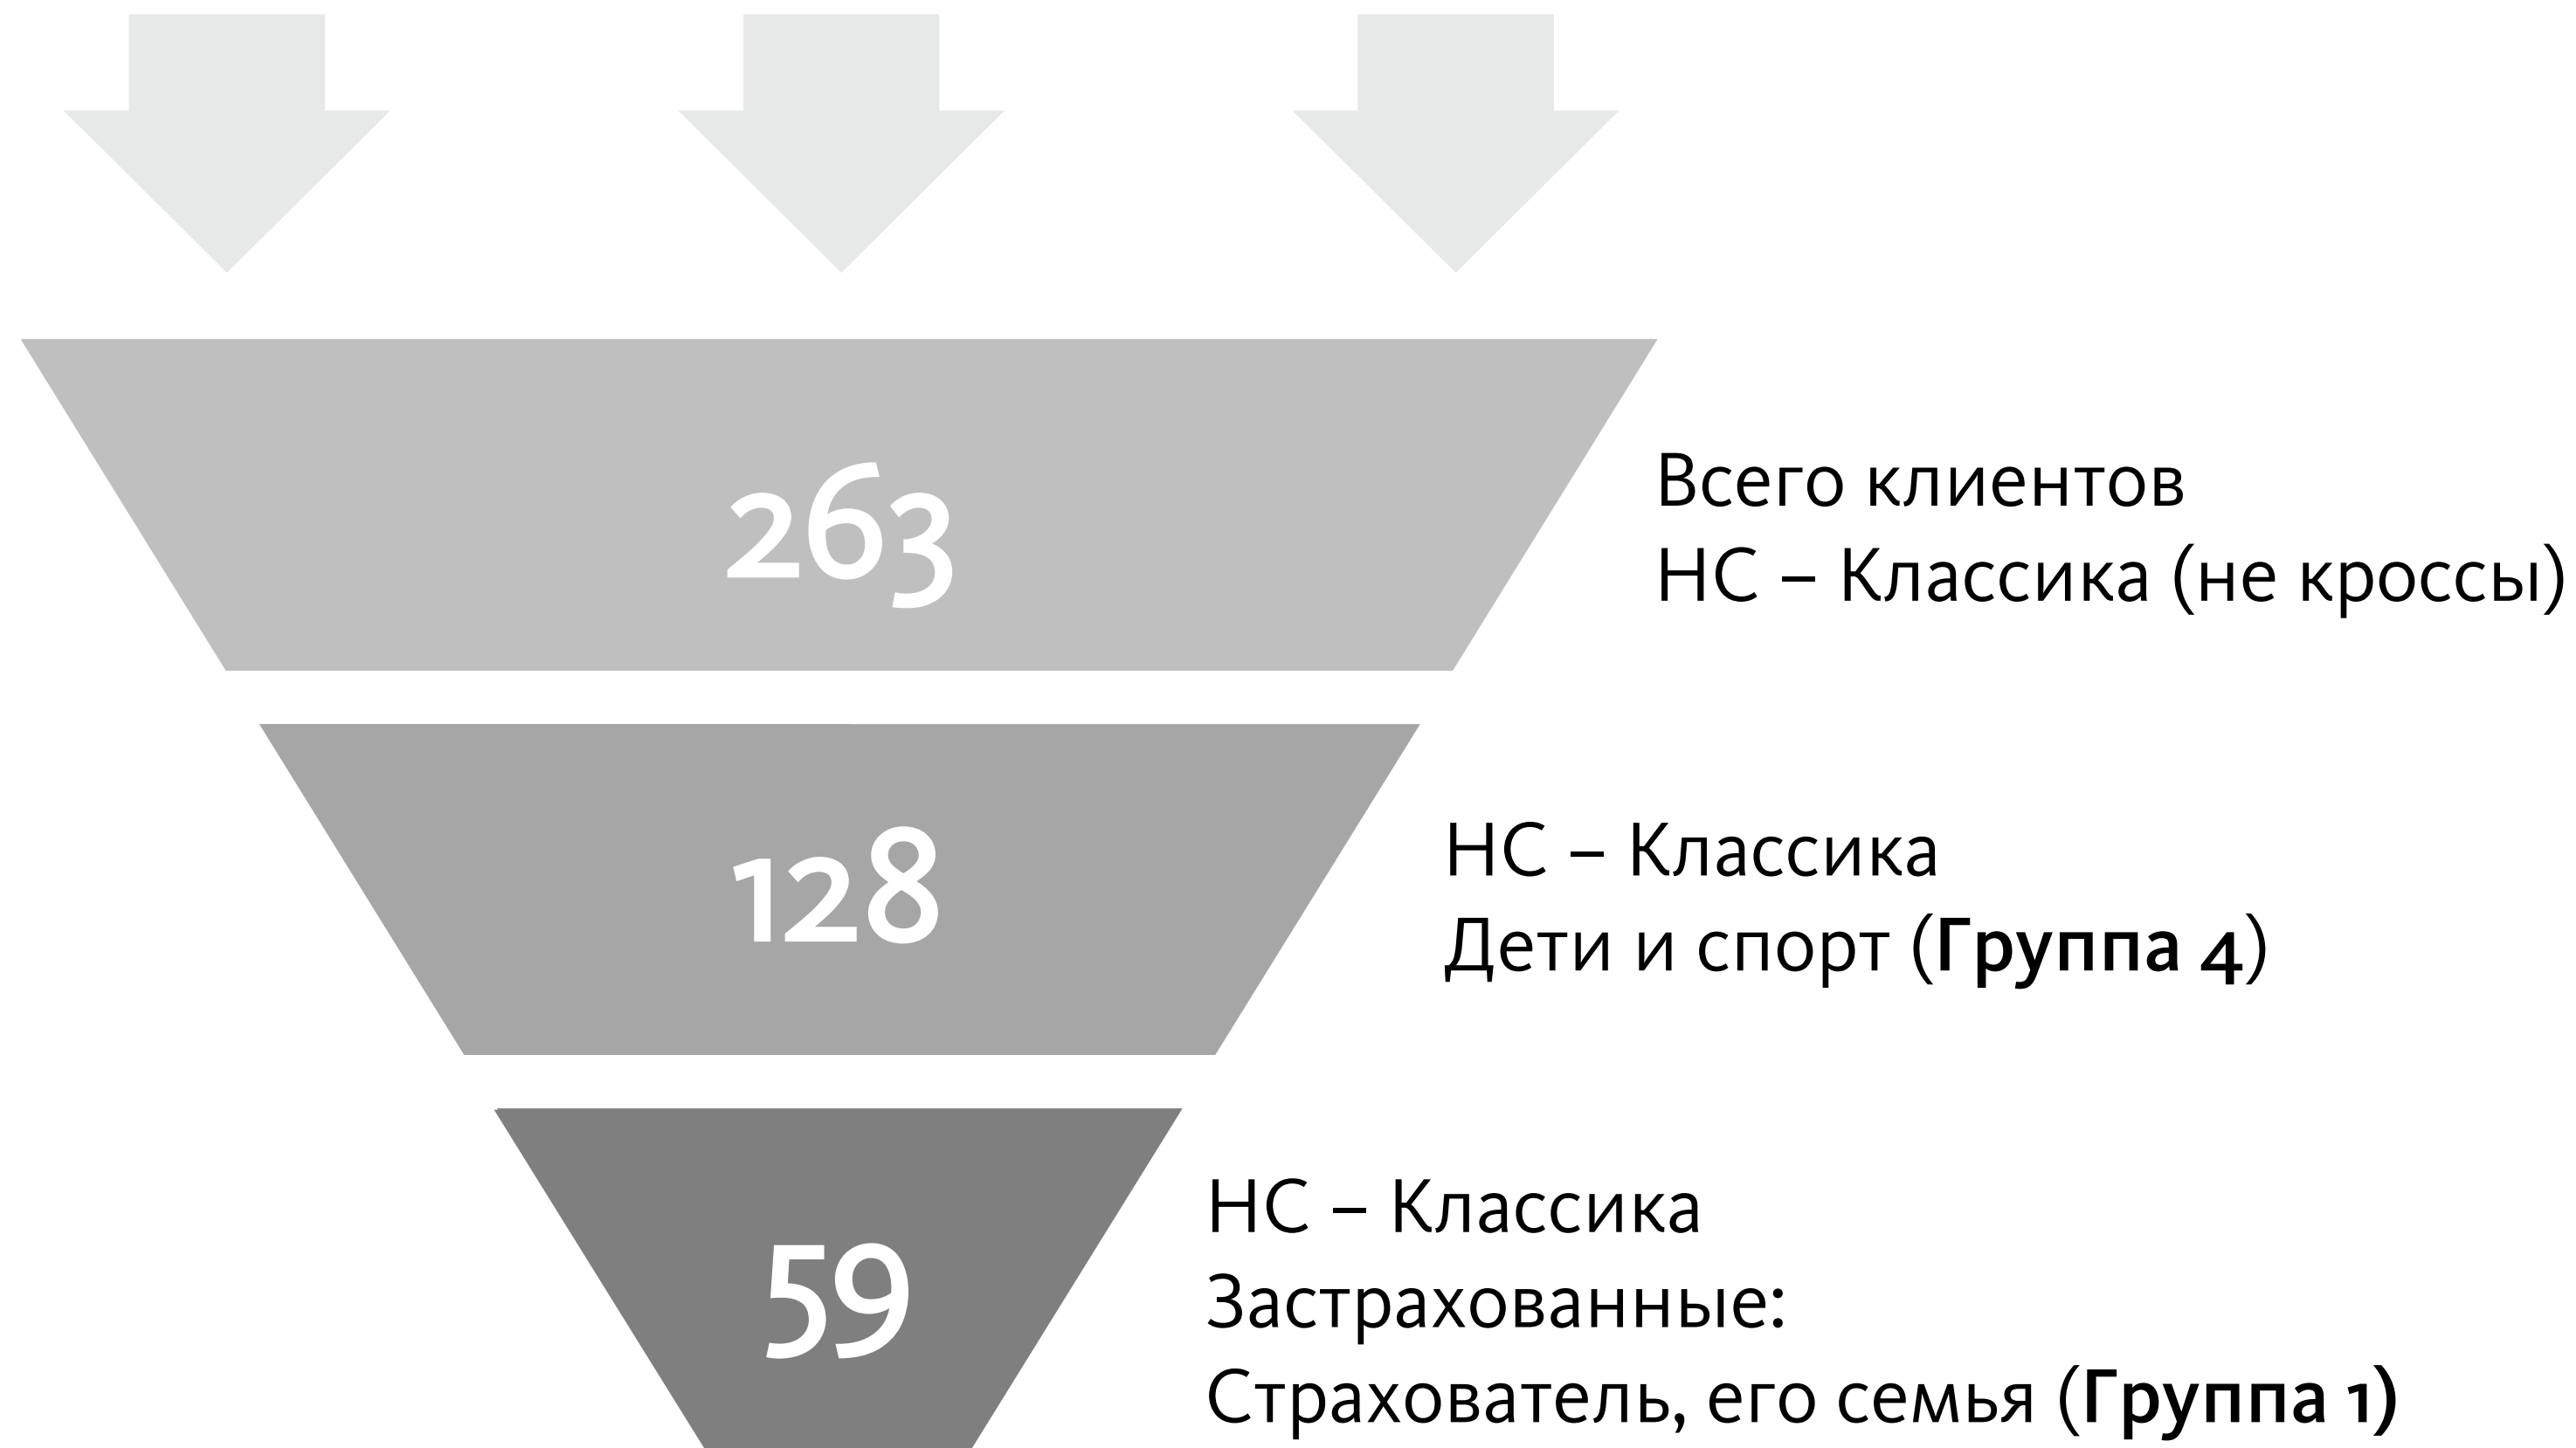 263
Всего клиентов
НС – Классика (не кроссы)
128
НС – Классика
Дети и спорт (Группа 4)
59
НС – Классика
Застрахованные:
Страхователь, его семья (Группа 1)